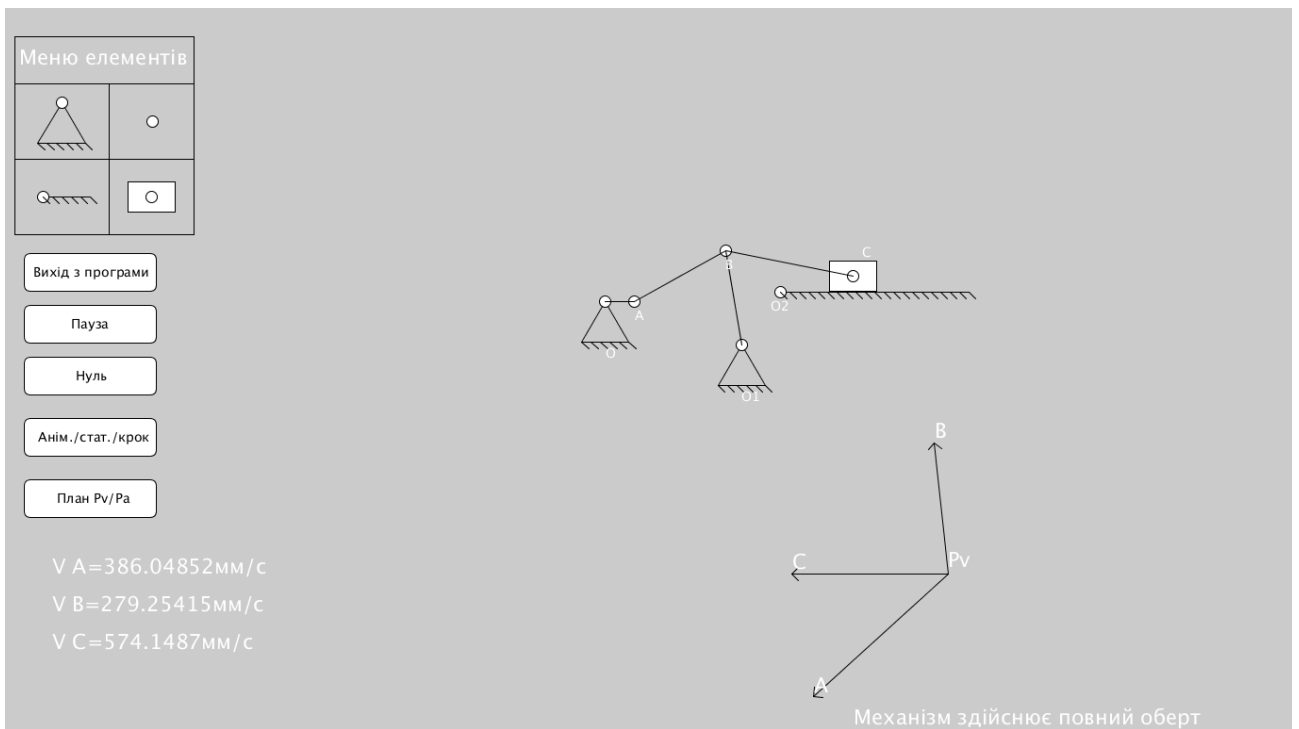 Меню елементів
Вихід з програми
Пауза
Нуль
Анім./стат./крок
План Pv/Pa
V A=386.04852мм/с
V B=279.25415мм/с
V C=574.1487мм/с
B
C
A
O2
O
O1
B
C
Pv
A
Механізм здійснює повний оберт